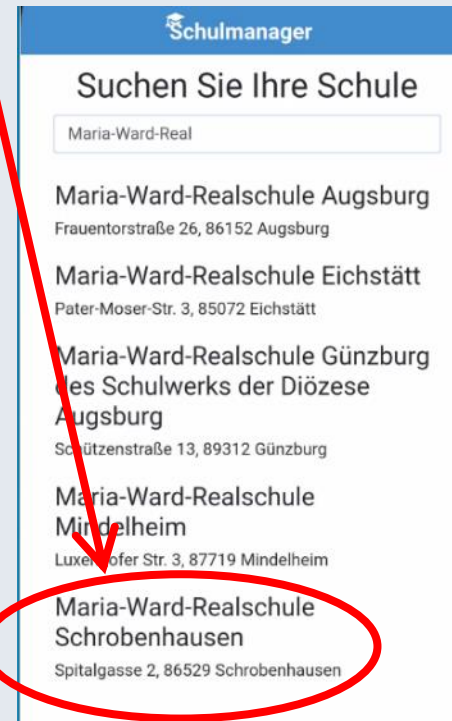 Schulmanager
Suchen Sie Ihre Schule
Maria-Ward-Real
Maria-Ward-Realschule Augsburg
Frauentorstraße 26, 86152 Augsburg
Maria-Ward-Realschule Eichstätt
Pater-Moser-Str. 3, 85072 Eichstätt
Maria-Ward-Realschule Günzburg
des Schulwerks der Diözese
Augsburg
Schützenstraße 13, 89312 Günzburg
Maria-Ward-Realschule
Mindelheim
Luxenhofer Str. 3, 87719 Mindelheim
Maria-Ward-Realschule
Schrobenhausen
Spitalgasse 2, 86529 Schrobenhausen